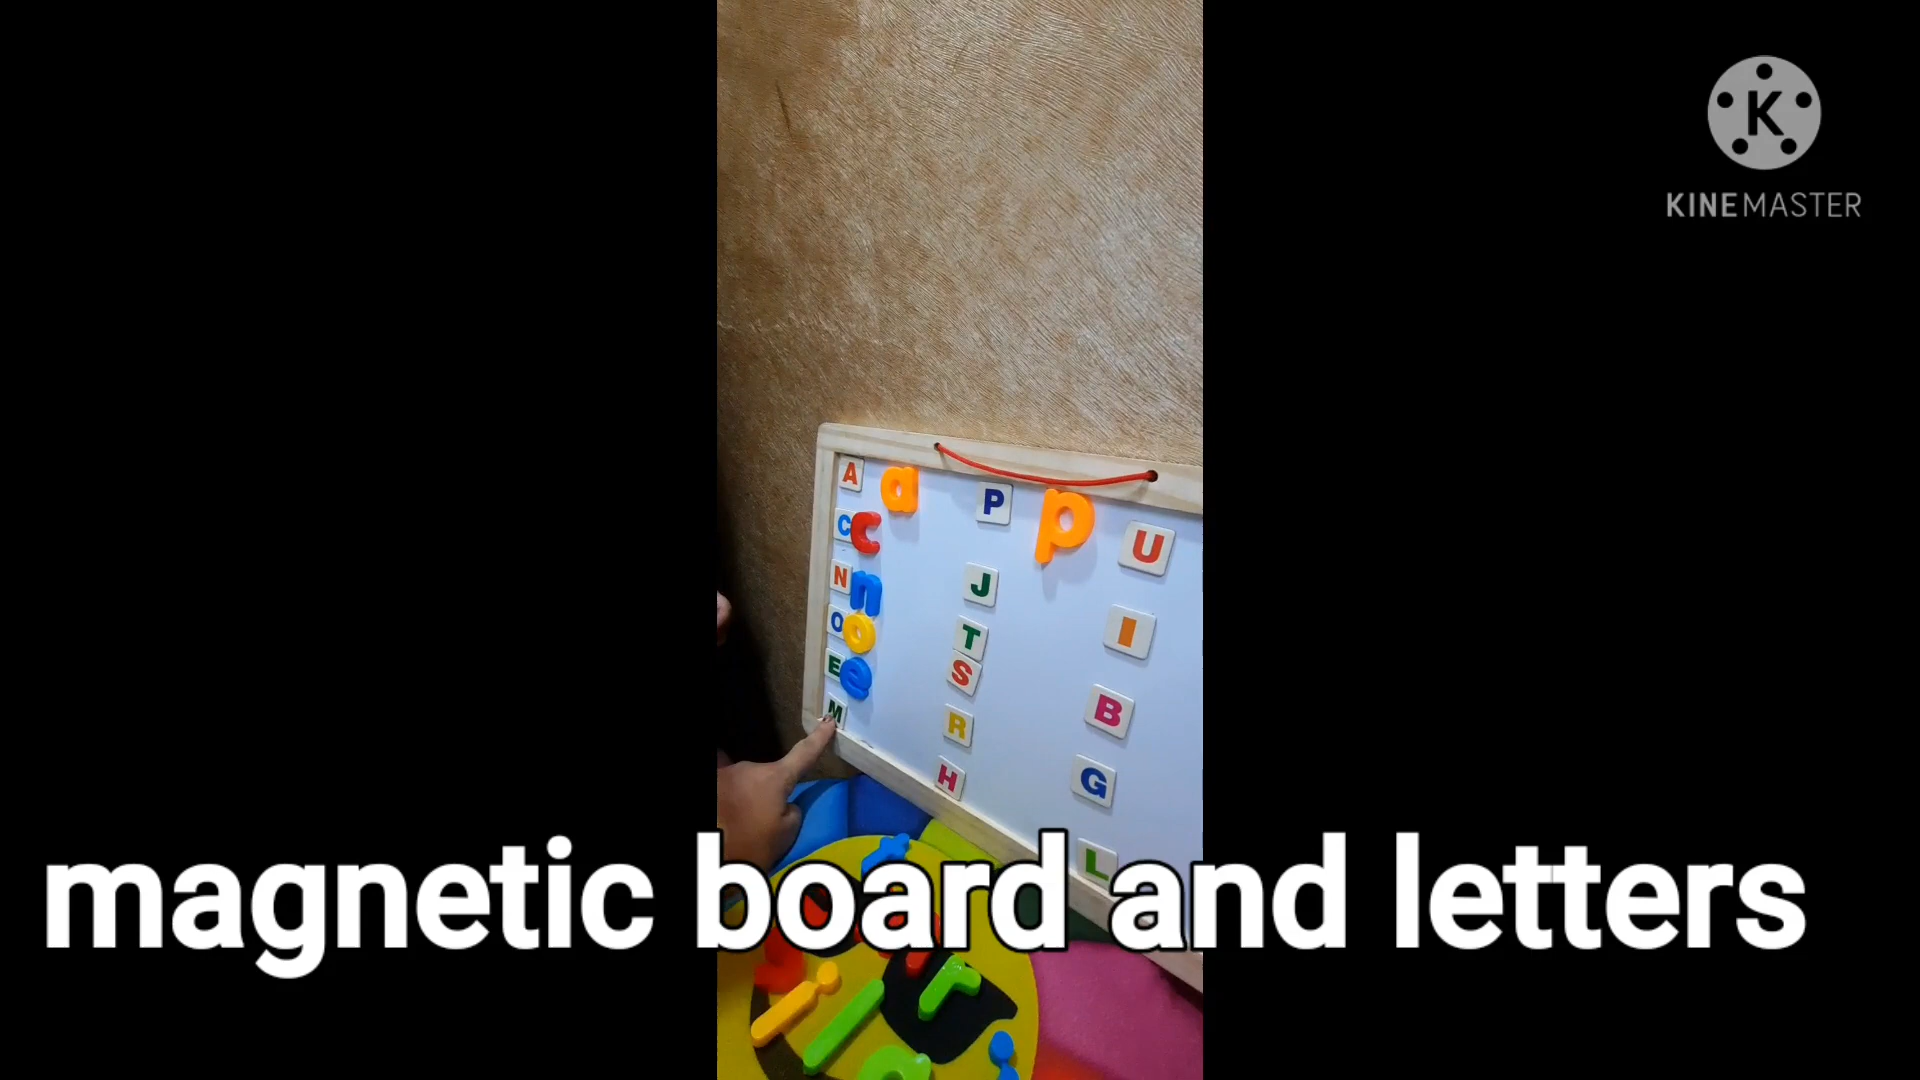 KINEMASTER
A a P p U
C c J I
N n T B
O o S G
E e R L
M H
magnetic board and letters